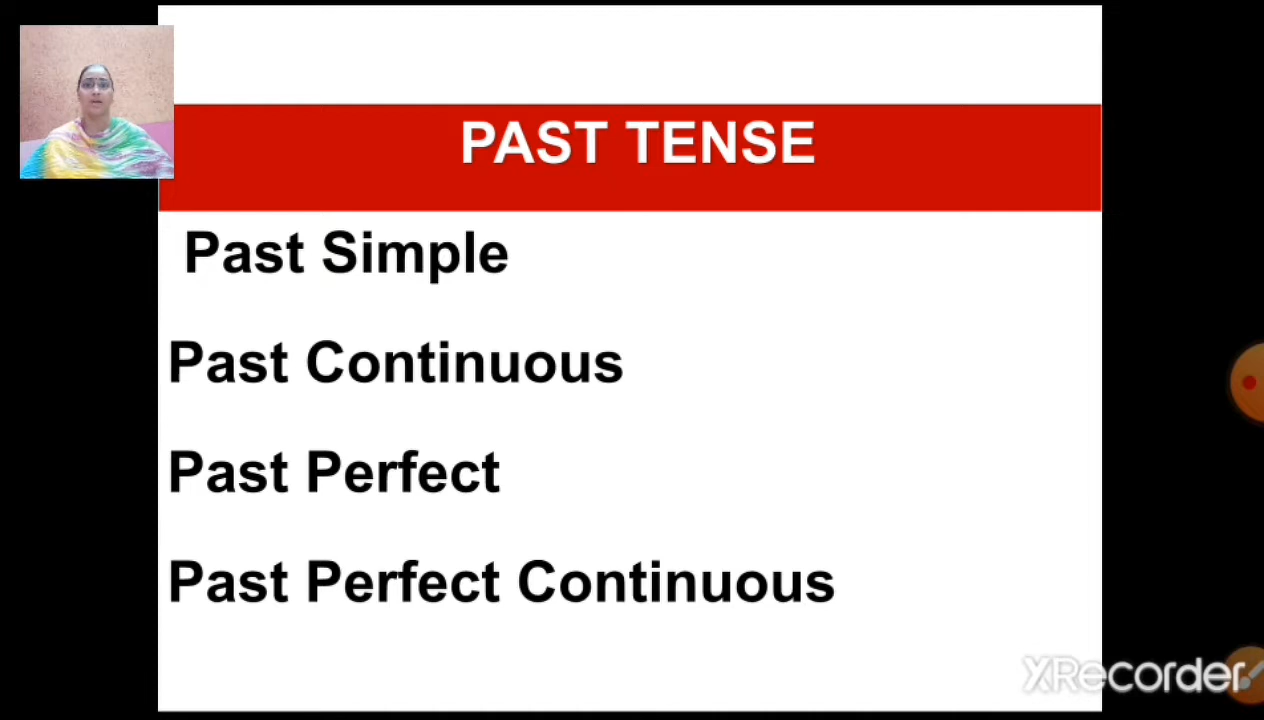 PAST TENSE
Past Simple
Past Continuous
Past Perfect
Past Perfect Continuous
XRecorder